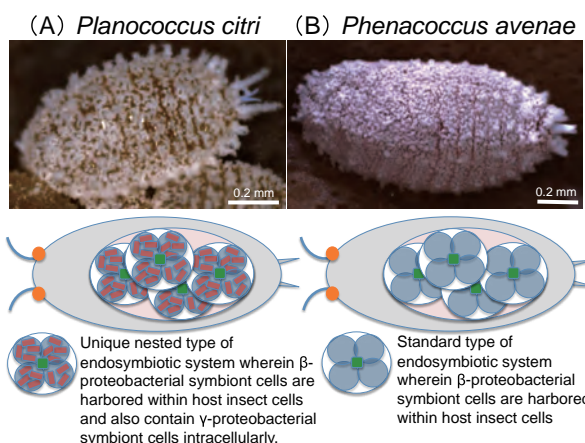 (A) Planococcus citri
(B) Phenacoccus avenae
0.2 mm
0.2 mm
Unique nested type of
endosymbiotic system wherein β-
proteobacterial symbiont cells are
harbored within host insect cells
and also contain γ-proteobacterial
symbiont cells intracellularly.
Standard type of
endosymbiotic system
wherein β-proteobacterial
symbiont cells are harbored
within host insect cells